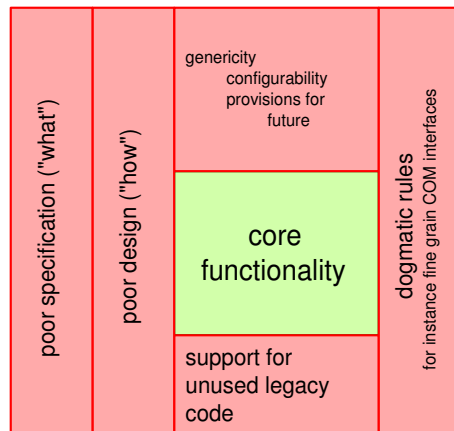 poor specification ("what")
poor design ("how")
genericity
configurability
provisions for
future
core
functionality
support for
unused legacy
code
dogmatic rules
for instance fine grain COM interfaces